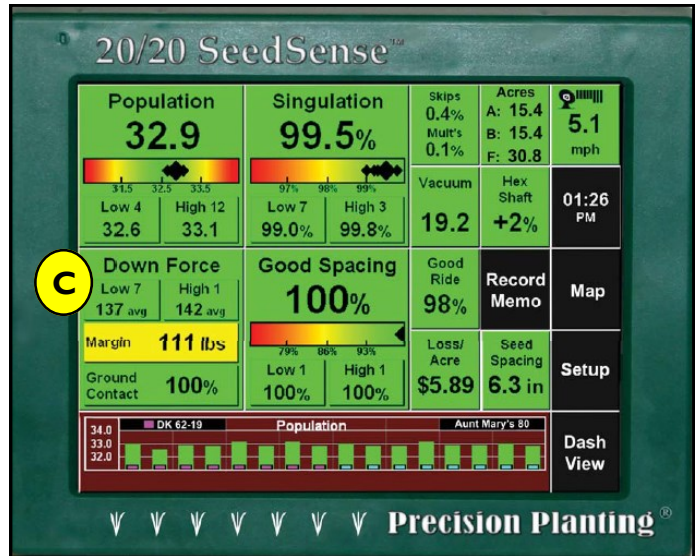 20/20 SeedSense™
Population
32.9
31.5 32.5 33.5
Low 4 High 12
32.6 33.1
Singulation
99.5%
97% 98% 99%
Low 7 High 3
99.0% 99.8%
Skips
0.4%
Mult's
0.1%
Acres
A: 15.4
B: 15.4
F: 30.8
5.1
mph
Vacuum
19.2
Hex
Shaft
+2%
01:26
PM
C
Down Force
Low 7 High 1
137 avg 142 avg
Margin 111 lbs
Ground
Contact 100%
Good Spacing
100%
79% 86% 93%
Low 1 High 1
100% 100%
Good
Ride
98%
Record
Memo
Map
Loss/
Acre
$5.89
Seed
Spacing
6.3 in
Setup
DK 62-19 Population Aunt Mary's 80
34.0
33.0
32.0
Dash
View
Precision Planting®